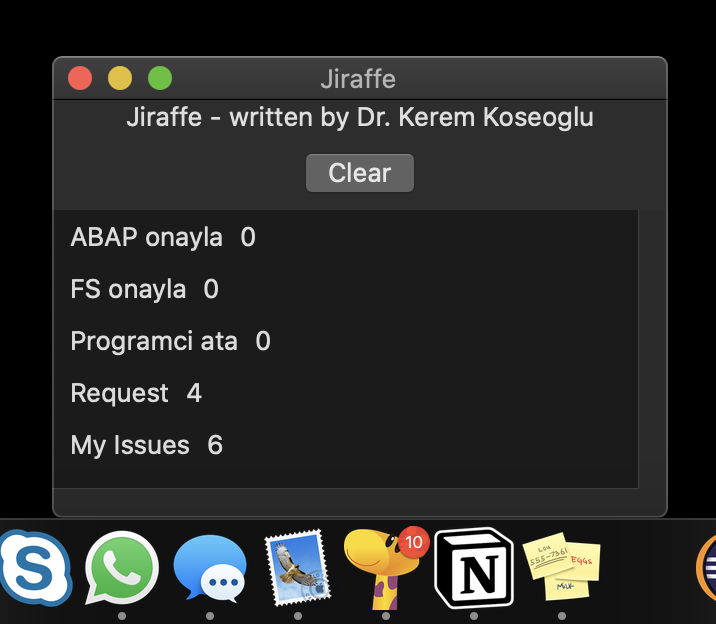 Jiraffe
Jiraffe - written by Dr. Kerem Koseoglu
Clear
ABAP onayla 0
FS onayla 0
Programci ata 0
Request 4
My Issues 6
S
10
N
Lou
555-7361
EGGS
MILK